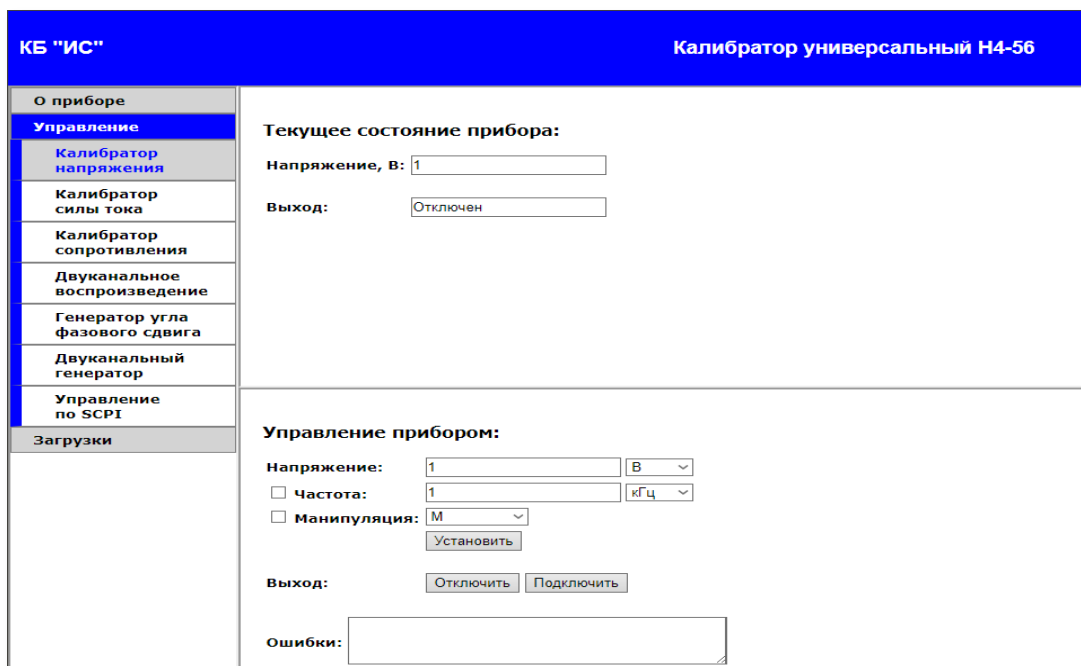 КБ "ИС"
Калибратор универсальный Н4-56
О приборе
Управление
Калибратор
напряжения
Калибратор
силы тока
Калибратор
сопротивления
Двуканальное
воспроизведение
Генератор угла
фазового сдвига
Двуканальный
генератор
Управление
по SCPI
Загрузки
Текущее состояние прибора:
Напряжение, В: 1
Выход: Отключен
Управление прибором:
Напряжение: 1 В
Частота: 1 кГц
Манипуляция: М
Установить
Выход: Отключить Подключить
Ошибки: